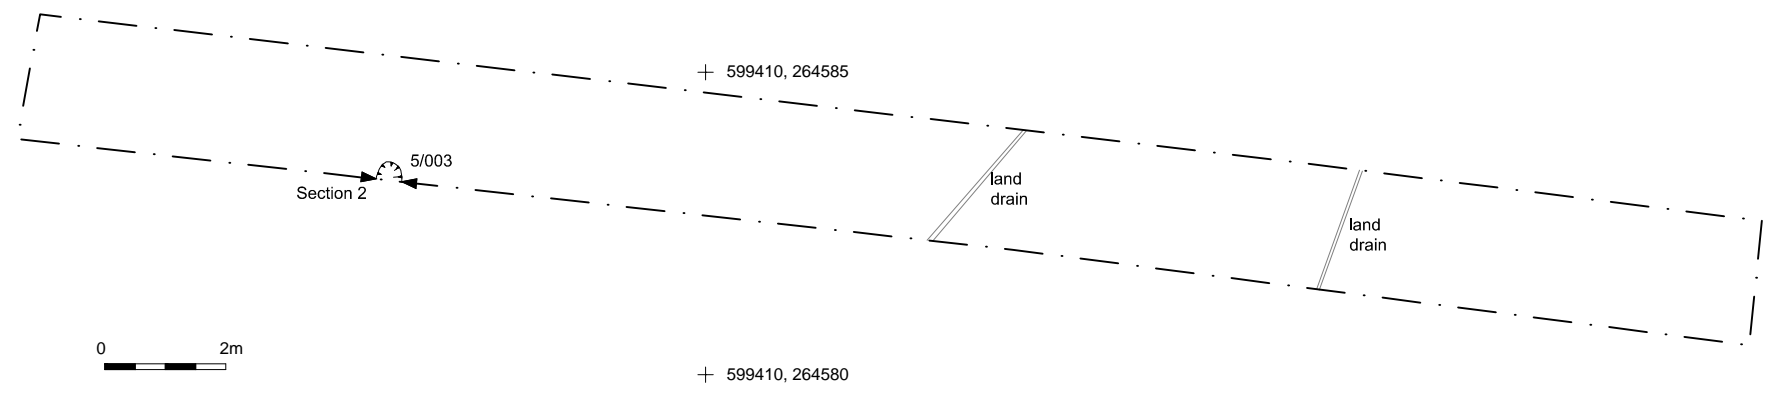 599410, 264585
5/003
Section 2
land
drain
land
drain
0 2m
599410, 264580